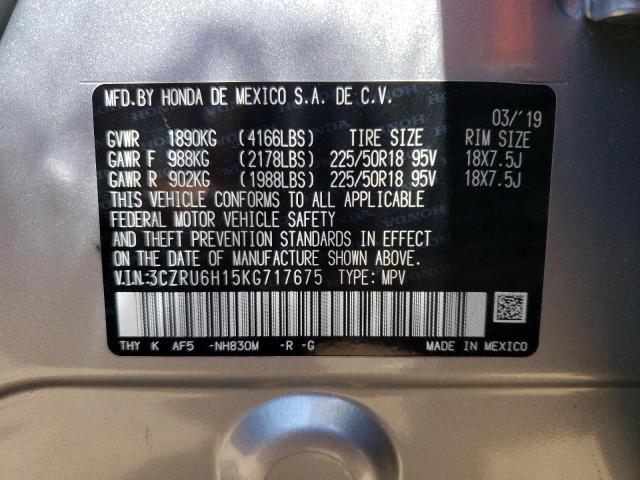 MFD.BY HONDA DE MEXICO S.A. DE C.V.
03/'19
GVWR 1890KG (4166LBS) TIRE SIZE RIM SIZE
GAWR F 988KG (2178LBS) 225/50R18 95V 18X7.5J
GAWR R 902KG (1988LBS) 225/50R18 95V 18X7.5J
THIS VEHICLE CONFORMS TO ALL APPLICABLE
FEDERAL MOTOR VEHICLE SAFETY
AND THEFT PREVENTION STANDARDS IN EFFECT
ON THE DATE OF MANUFACTURE SHOWN ABOVE.
V.I.N:3CZRU6H15KG717675 TYPE: MPV
THY K AF5 -NH830M -R -G MADE IN MEXICO